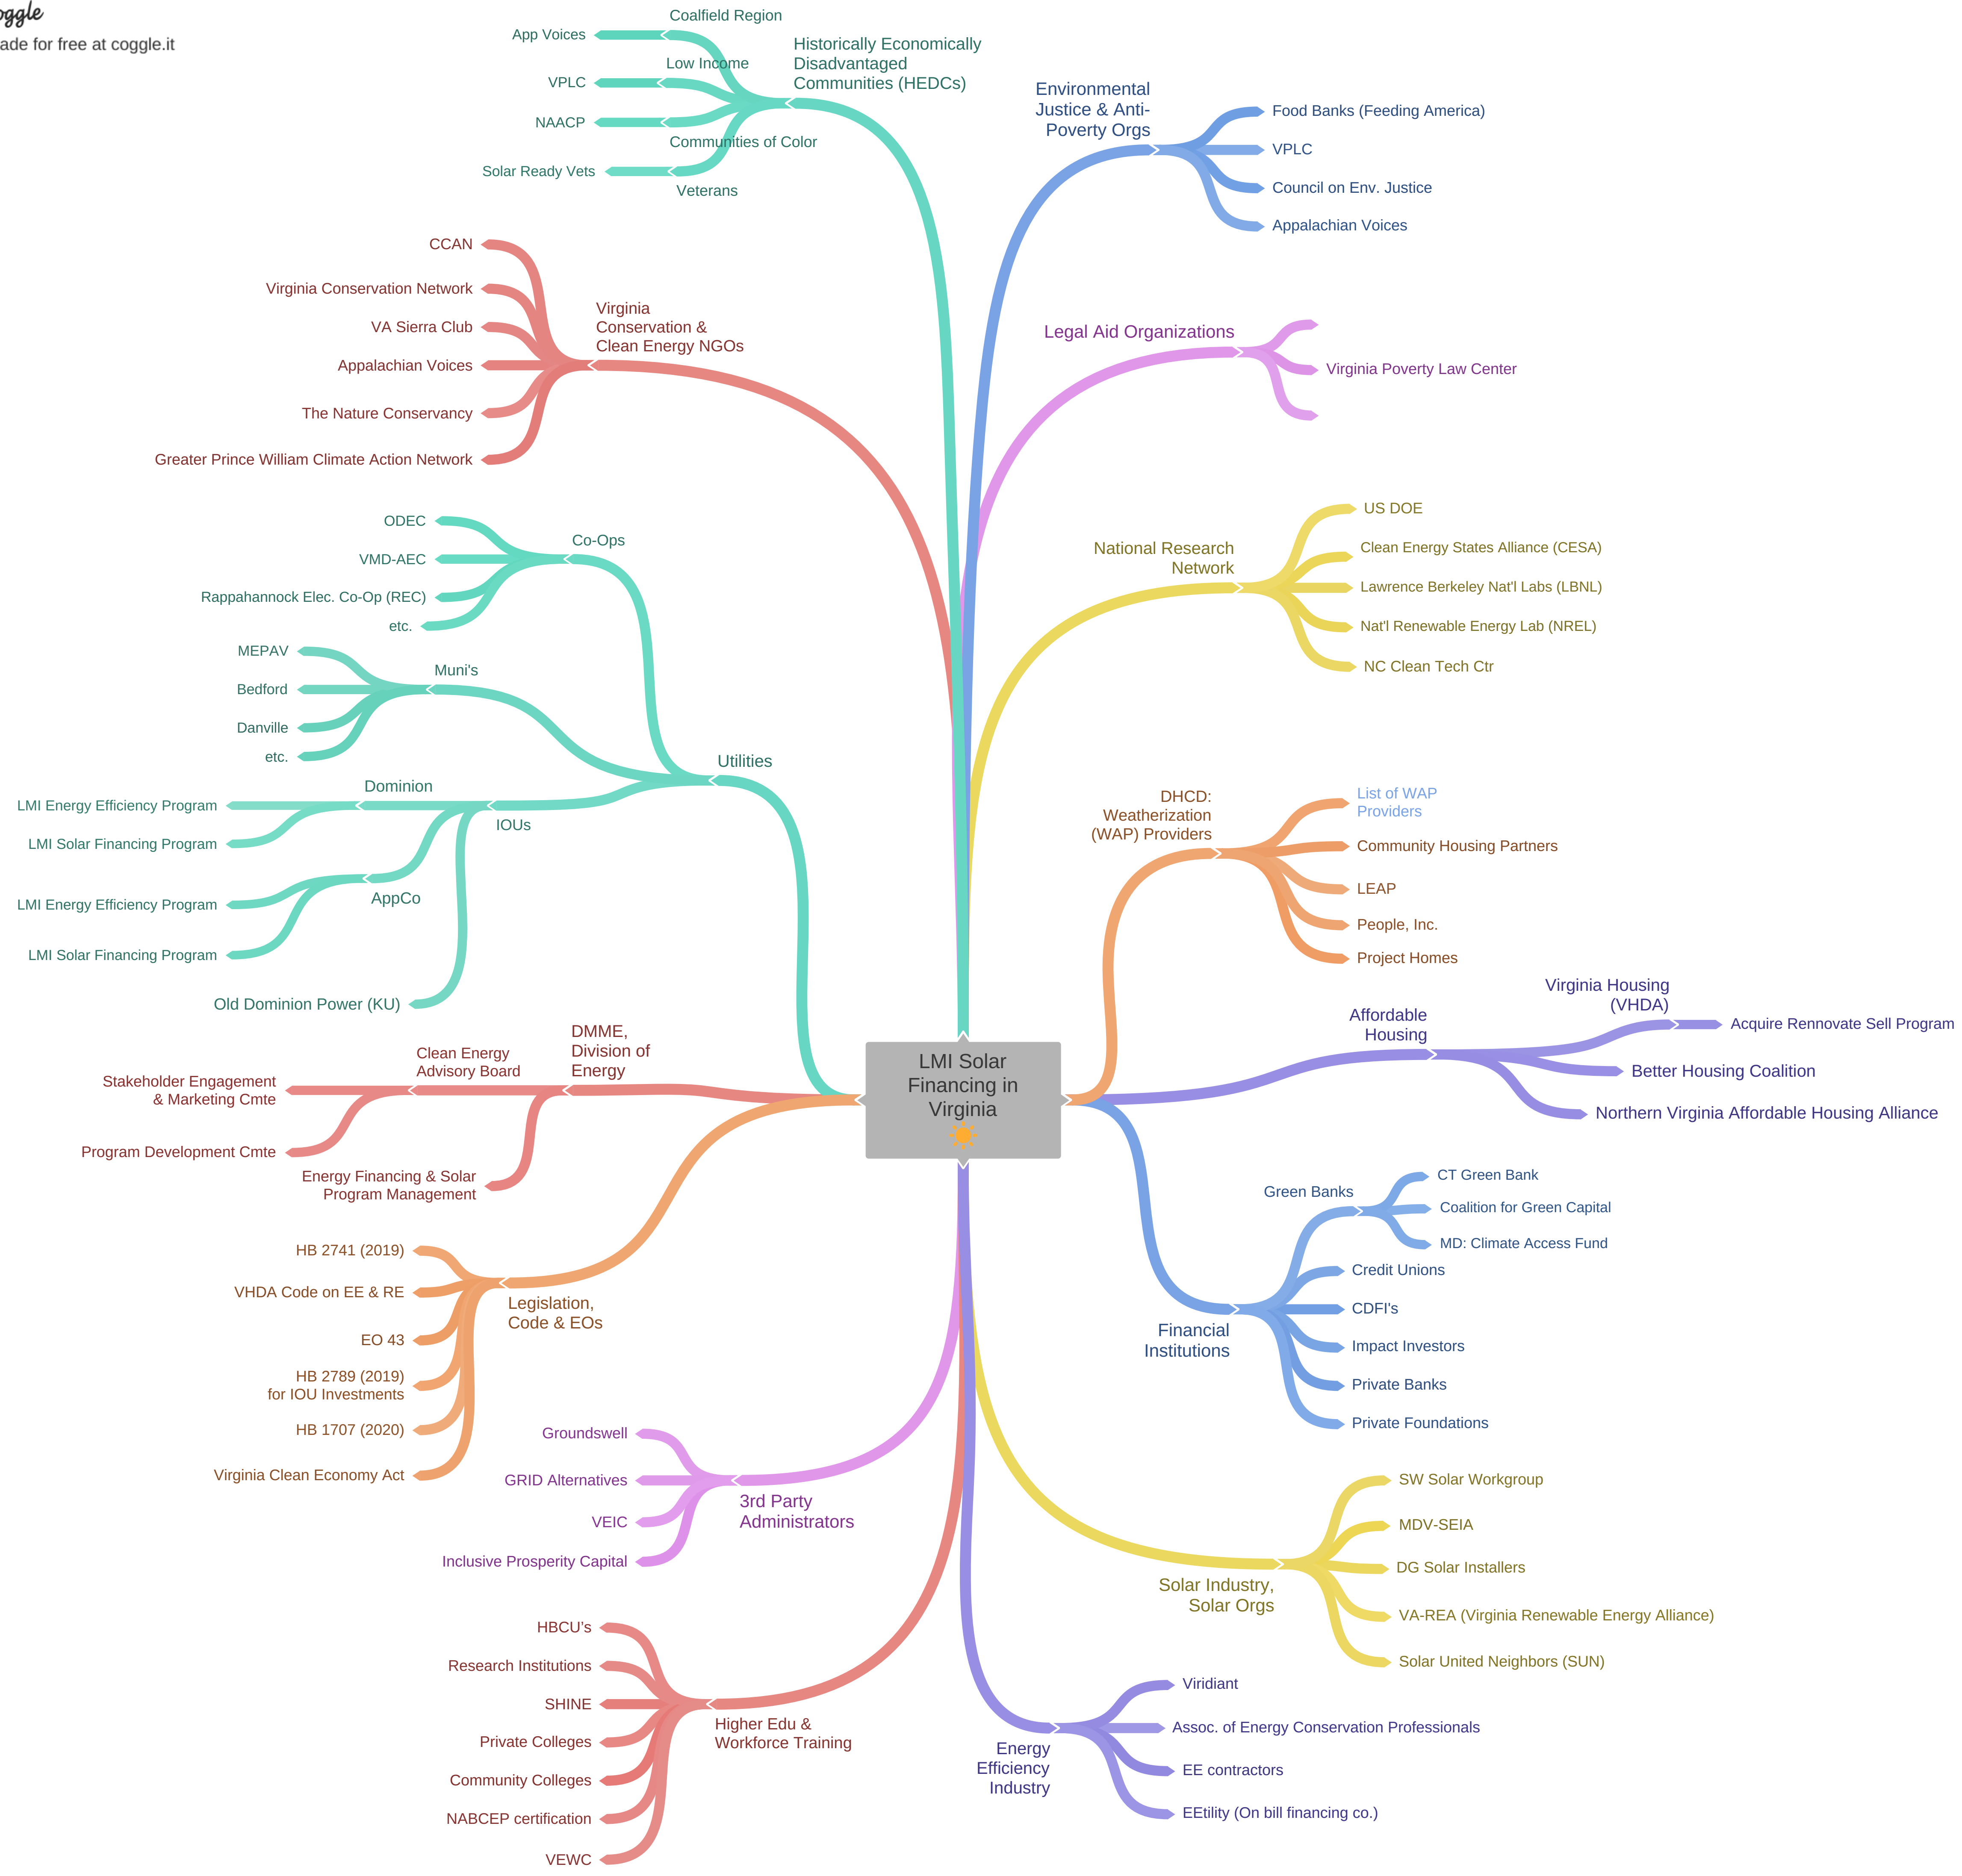 oggle
ade for free at coggle.it
Coalfield Region
App Voices
Low Income
VPLC
NAACP
Communities of Color
Solar Ready Vets
Veterans
Historically Economically
Disadvantaged
Communities (HEDCs)
CCAN
Virginia Conservation Network
VA Sierra Club
Appalachian Voices
The Nature Conservancy
Greater Prince William Climate Action Network
Virginia
Conservation &
Clean Energy NGOs
ODEC
VMD-AEC
Rappahannock Elec. Co-Op (REC)
etc.
Co-Ops
MEPAV
Bedford
Danville
etc.
Muni's
Utilities
Dominion
LMI Energy Efficiency Program
LMI Solar Financing Program
IOUs
AppCo
LMI Energy Efficiency Program
LMI Solar Financing Program
Old Dominion Power (KU)
DMME,
Division of
Energy
Clean Energy
Advisory Board
Stakeholder Engagement
& Marketing Cmte
Program Development Cmte
Energy Financing & Solar
Program Management
HB 2741 (2019)
VHDA Code on EE & RE
EO 43
HB 2789 (2019)
for IOU Investments
HB 1707 (2020)
Virginia Clean Economy Act
Legislation,
Code & EOs
Groundswell
GRID Alternatives
VEIC
Inclusive Prosperity Capital
3rd Party
Administrators
HBCU's
Research Institutions
SHINE
Private Colleges
Community Colleges
NABCEP certification
VEWC
Higher Edu &
Workforce Training
LMI Solar
Financing in
Virginia
Environmental
Justice & Anti-
Poverty Orgs
Food Banks (Feeding America)
VPLC
Council on Env. Justice
Appalachian Voices
Legal Aid Organizations
Virginia Poverty Law Center
National Research
Network
US DOE
Clean Energy States Alliance (CESA)
Lawrence Berkeley Nat'l Labs (LBNL)
Nat'l Renewable Energy Lab (NREL)
NC Clean Tech Ctr
DHCD:
Weatherization
(WAP) Providers
List of WAP
Providers
Community Housing Partners
LEAP
People, Inc.
Project Homes
Affordable
Housing
Virginia Housing
(VHDA)
Acquire Rennovate Sell Program
Better Housing Coalition
Northern Virginia Affordable Housing Alliance
Green Banks
CT Green Bank
Coalition for Green Capital
MD: Climate Access Fund
Credit Unions
CDFI's
Impact Investors
Private Banks
Private Foundations
Financial
Institutions
SW Solar Workgroup
MDV-SEIA
DG Solar Installers
VA-REA (Virginia Renewable Energy Alliance)
Solar United Neighbors (SUN)
Solar Industry,
Solar Orgs
Viridiant
Assoc. of Energy Conservation Professionals
EE contractors
EEtility (On bill financing co.)
Energy
Efficiency
Industry